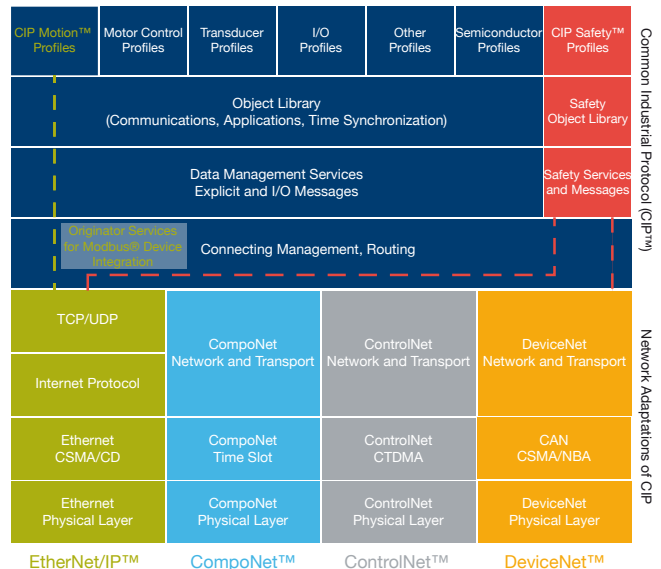 CIP Motion™
Profiles
Motor Control
Profiles
Transducer
Profiles
I/O
Profiles
Other
Profiles
Semiconductor
Profiles
CIP Safety™
Profiles
Object Library
(Communications, Applications, Time Synchronization)
Safety
Object Library
Data Management Services
Explicit and I/O Messages
Safety Services
and Messages
Originator Services
for Modbus® Device
Integration
Connecting Management, Routing
Common Industrial Protocol (CIP™)
TCP/UDP
Internet Protocol
CompoNet
Network and Transport
ControlNet
Network and Transport
DeviceNet
Network and Transport
Ethernet
CSMA/CD
CompoNet
Time Slot
ControlNet
CTDMA
CAN
CSMA/NBA
Ethernet
Physical Layer
CompoNet
Physical Layer
ControlNet
Physical Layer
DeviceNet
Physical Layer
Network Adaptations of CIP
EtherNet/IP™
CompoNet™
ControlNet™
DeviceNet™